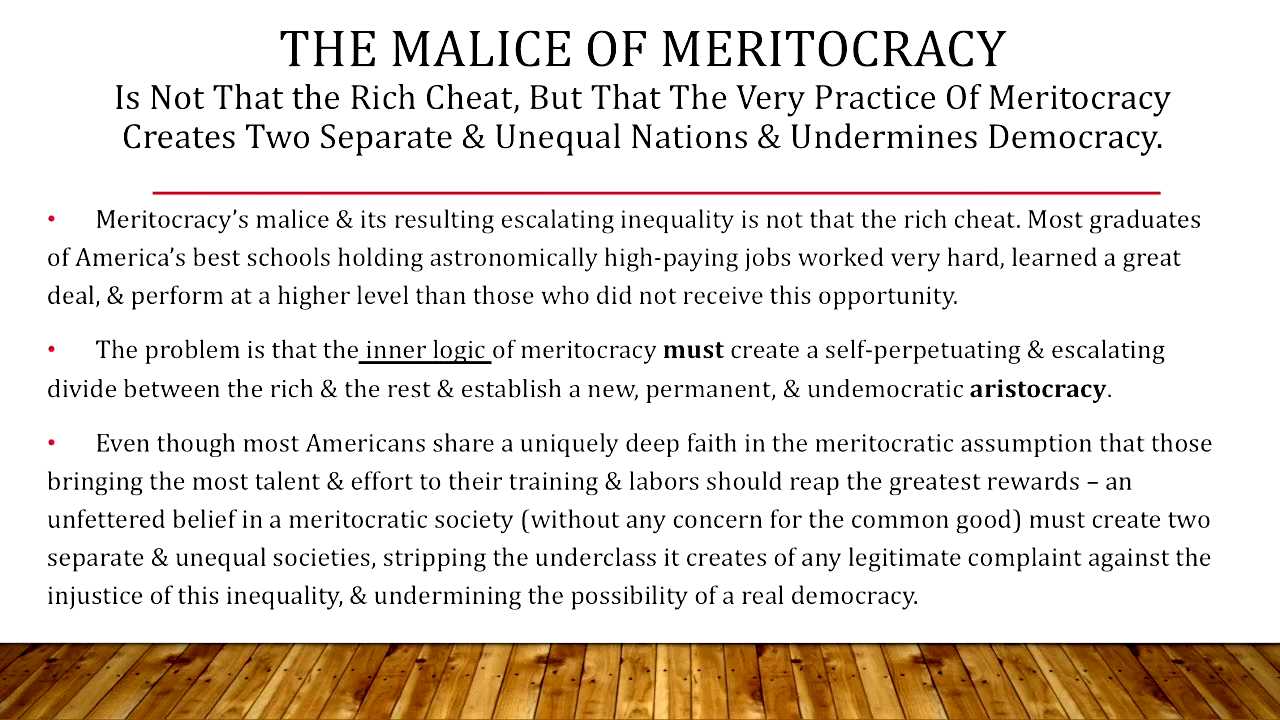 THE MALICE OF MERITOCRACY
Is Not That the Rich Cheat, But That The Very Practice Of Meritocracy
Creates Two Separate & Unequal Nations & Undermines Democracy.
• Meritocracy’s malice & its resulting escalating inequality is not that the rich cheat. Most graduates
of America’s best schools holding astronomically high-paying jobs worked very hard, learned a great
deal, & perform at a higher level than those who did not receive this opportunity.
• The problem is that the inner logic of meritocracy must create a self-perpetuating & escalating
divide between the rich & the rest & establish a new, permanent, & undemocratic aristocracy.
• Even though most Americans share a uniquely deep faith in the meritocratic assumption that those
bringing the most talent & effort to their training & labors should reap the greatest rewards – an
unfettered belief in a meritocratic society (without any concern for the common good) must create two
separate & unequal societies, stripping the underclass it creates of any legitimate complaint against the
injustice of this inequality, & undermining the possibility of a real democracy.